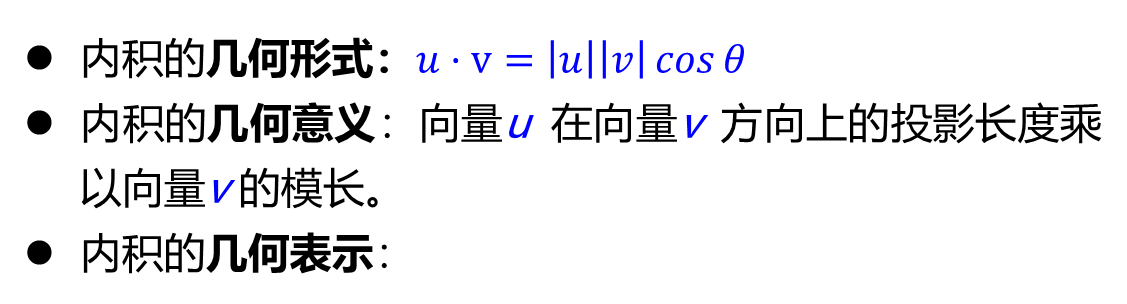 ● 内积的几何形式：u · v = |u||v| cos θ
● 内积的几何意义：向量u 在向量v 方向上的投影长度乘
以向量v的模长。
● 内积的几何表示：